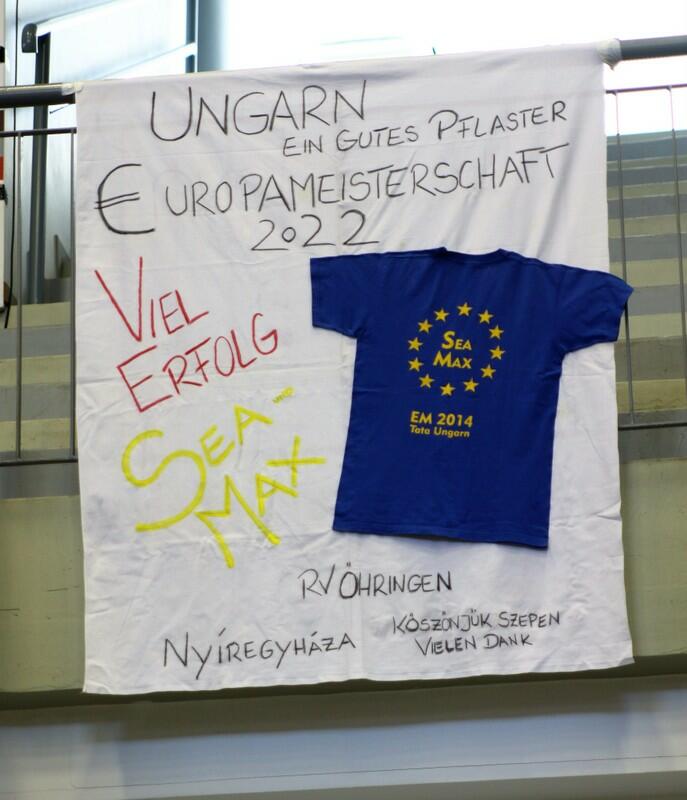 UNGARN
EIN GUTES PFLASTER
€UROPAMEISTERSCHAFT
2022
VIEL
ERFOLG
SEA
MAX
SEA
MAX
EM 2014
Tata Ungarn
RV ÖHRINGEN
NYÍREGYHÁZA
KÖSZÖNJÜK SZEPEN
VIELEN DANK